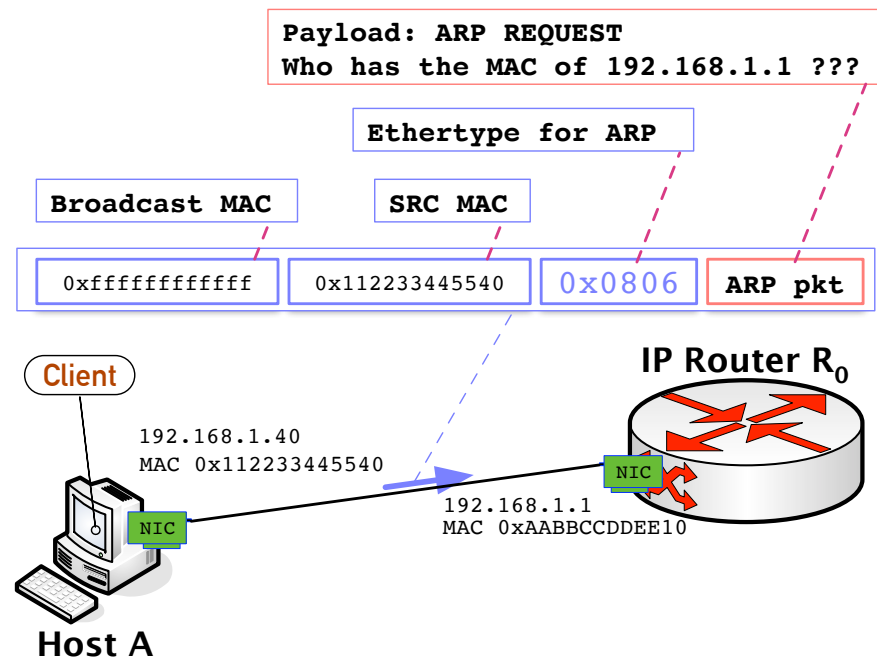 Payload: ARP REQUEST
Who has the MAC of 192.168.1.1 ???
Ethertype for ARP
Broadcast MAC
SRC MAC
0xffffffffffff
0x112233445540
0x0806
ARP pkt
Client
IP Router R0
192.168.1.40
MAC 0x112233445540
NIC
NIC
192.168.1.1
MAC 0xAABBCCDDEE10
Host A